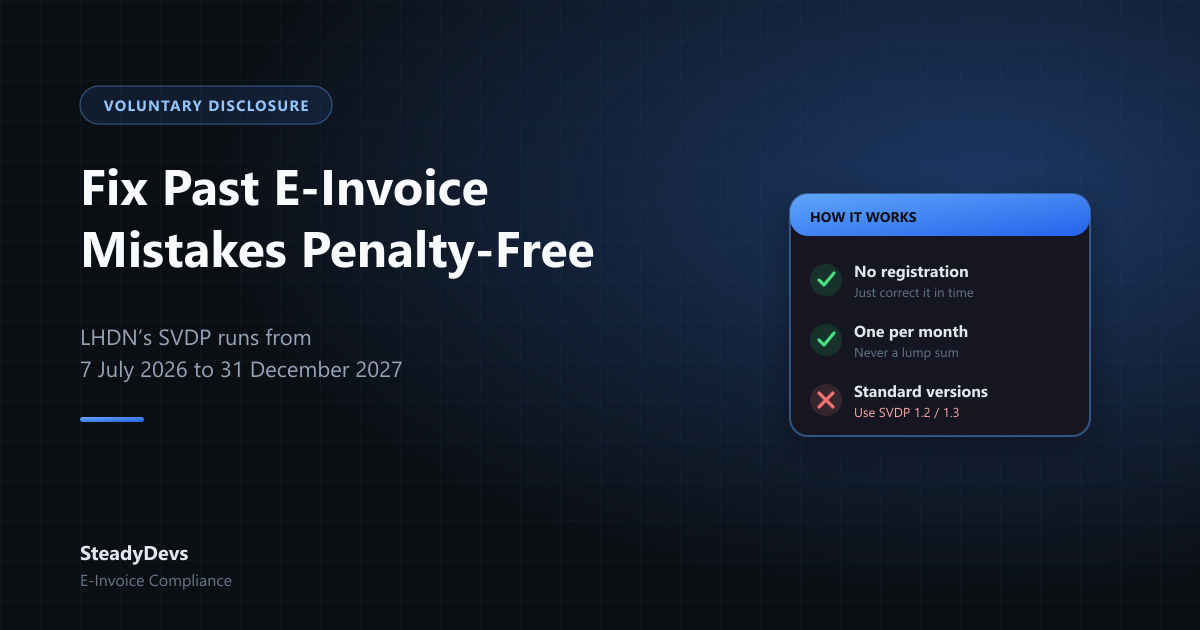 VOLUNTARY DISCLOSURE
Fix Past E-Invoice
Mistakes Penalty-Free
LHDN’s SVDP runs from
7 July 2026 to 31 December 2027
HOW IT WORKS
No registration
Just correct it in time
One per month
Never a lump sum
Standard versions
Use SVDP 1.2 / 1.3
SteadyDevs
E-Invoice Compliance